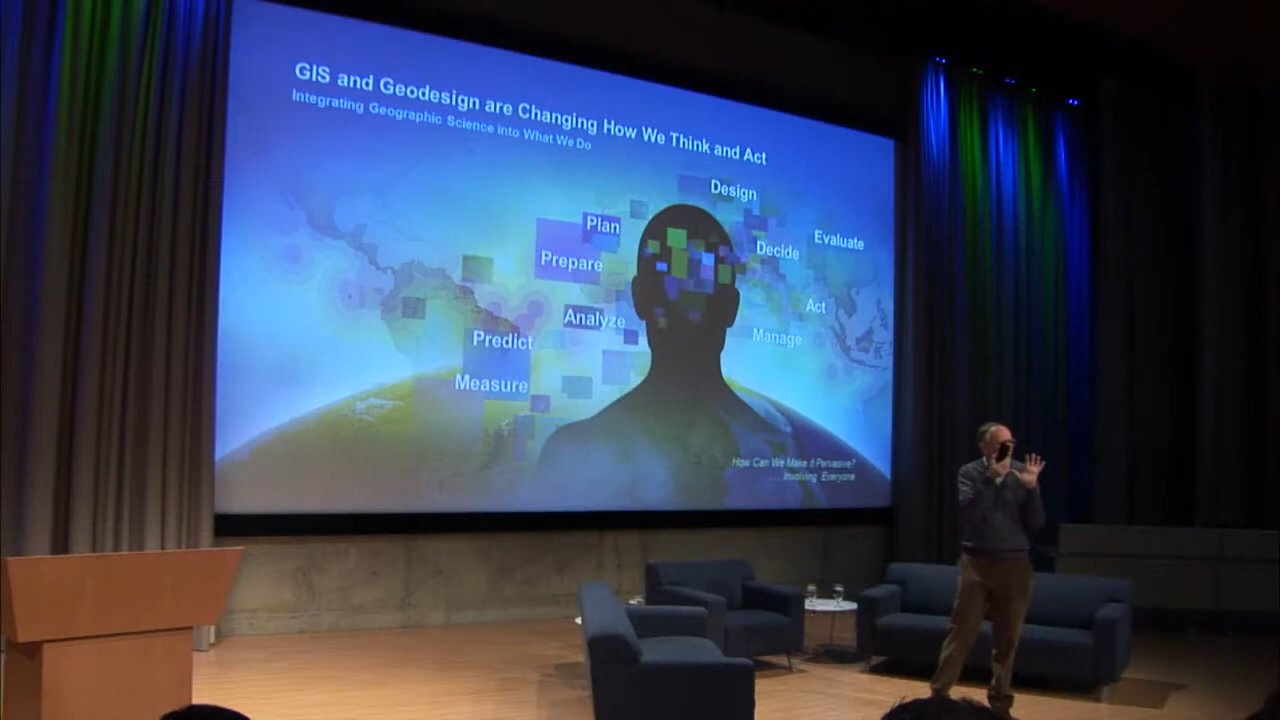 GIS and Geodesign are Changing How We Think and Act
Integrating Geographic Science into What We Do
Design
Plan
Evaluate
Decide
Prepare
Act
Analyze
Manage
Predict
Measure
How Can We Make it Pervasive?
... Involving Everyone